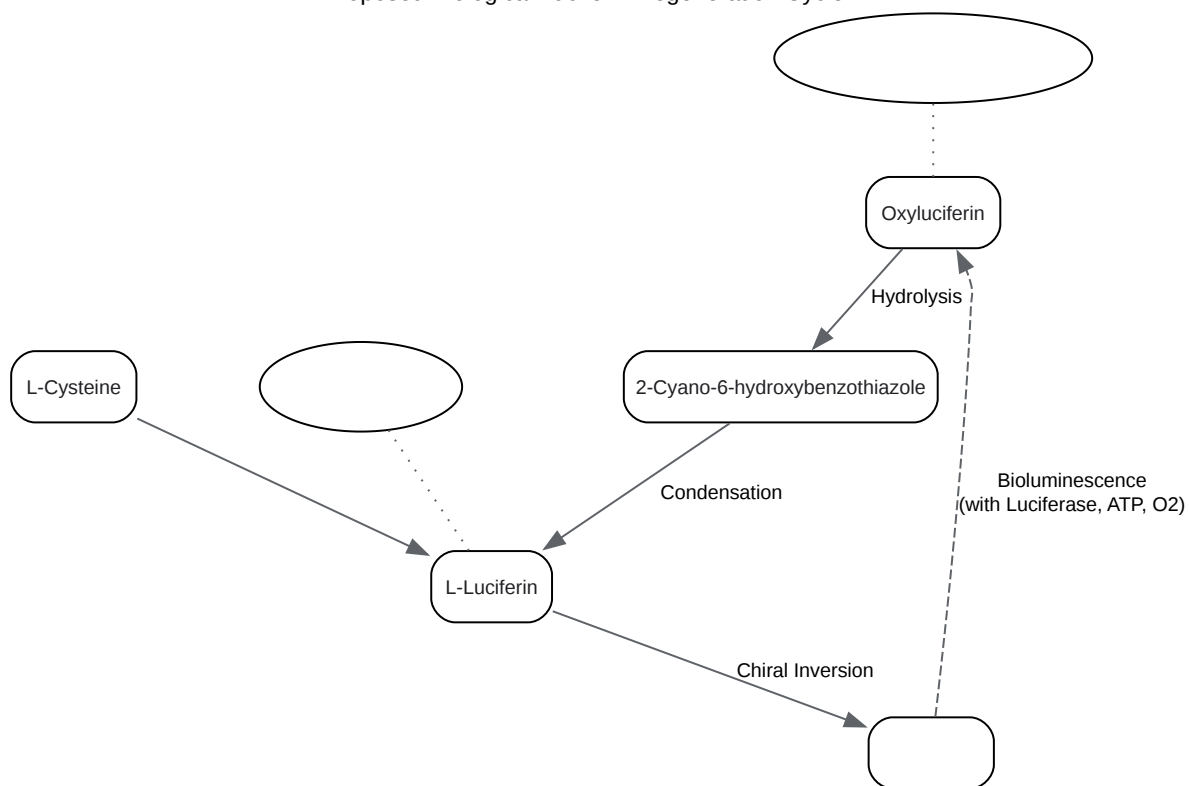 Oxyluciferin
Hydrolysis
L-Cysteine
2-Cyano-6-hydroxybenzothiazole
Bioluminescence
(with Luciferase, ATP, O2)
Condensation
L-Luciferin
Chiral Inversion